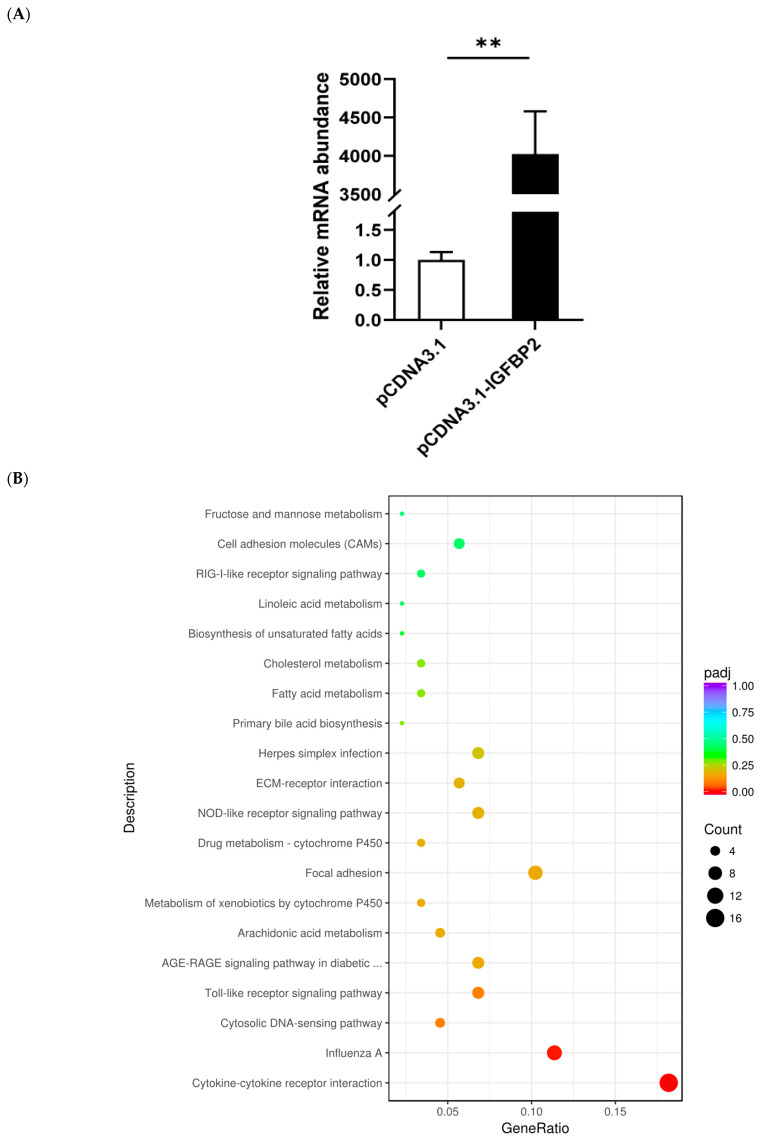 (A)
**
Relative mRNA abundance
5000
4500
4000
3500
1.5
1.0
0.5
0.0
pCDNA3.1
pCDNA3.1-IGFBP2
(B)
Description
Fructose and mannose metabolism
Cell adhesion molecules (CAMs)
RIG-I-like receptor signaling pathway
Linoleic acid metabolism
Biosynthesis of unsaturated fatty acids
Cholesterol metabolism
Fatty acid metabolism
Primary bile acid biosynthesis
Herpes simplex infection
ECM-receptor interaction
NOD-like receptor signaling pathway
Drug metabolism - cytochrome P450
Focal adhesion
Metabolism of xenobiotics by cytochrome P450
Arachidonic acid metabolism
AGE-RAGE signaling pathway in diabetic ...
Toll-like receptor signaling pathway
Cytosolic DNA-sensing pathway
Influenza A
Cytokine-cytokine receptor interaction
0.05 0.10 0.15
GeneRatio
padj
1.00
0.75
0.50
0.25
0.00
Count
4
8
12
16